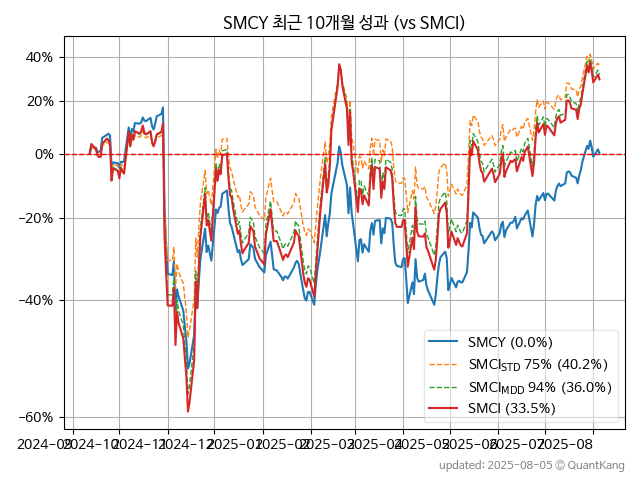 SMCY 최근 10개월 성과 (vs SMCI)
40%
20%
0%
−20%
−40%
−60%
SMCY (0.0%)
SMCI_STD 75% (40.2%)
SMCI_MDD 94% (36.0%)
SMCI (33.5%)
2024-09 2024-10 2024-11 2024-12 2025-01 2025-02 2025-03 2025-04 2025-05 2025-06 2025-07 2025-08
updated: 2025-08-05 © QuantKang